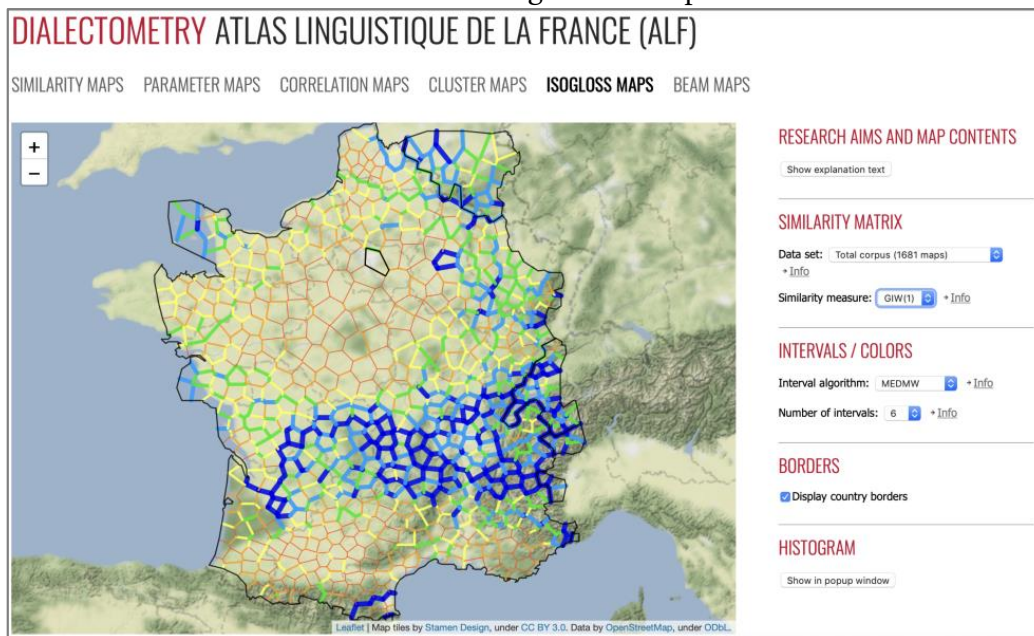 DIALECTOMETRY ATLAS LINGUISTIQUE DE LA FRANCE (ALF)
SIMILARITY MAPS PARAMETER MAPS CORRELATION MAPS CLUSTER MAPS ISOGLOSS MAPS BEAM MAPS
+
−
RESEARCH AIMS AND MAP CONTENTS
Show explanation text
SIMILARITY MATRIX
Data set: Total corpus (1681 maps)
→ Info
Similarity measure: GIW(1) → Info
INTERVALS / COLORS
Interval algorithm: MEDMW → Info
Number of intervals: 6 → Info
BORDERS
Display country borders
HISTOGRAM
Show in popup window
Leaflet | Map tiles by Stamen Design, under CC BY 3.0. Data by OpenStreetMap, under ODbL.